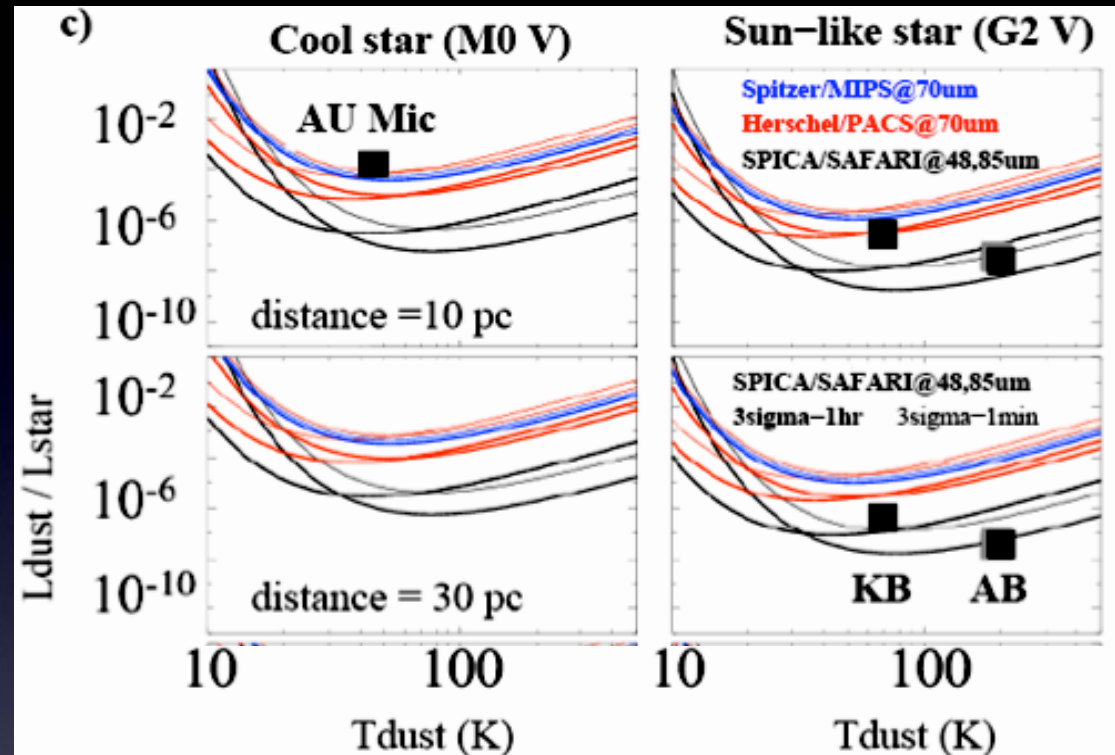 c)
Cool star (M0 V)
Sun−like star (G2 V)
10-2
10-6
10-10
AU Mic
distance =10 pc
Spitzer/MIPS@70um
Herschel/PACS@70um
SPICA/SAFARI@48,85um
Ldust / Lstar
10-2
10-6
10-10
distance = 30 pc
SPICA/SAFARI@48,85um
3sigma−1hr 3sigma−1min
KB AB
10 100
10 100
Tdust (K)
Tdust (K)